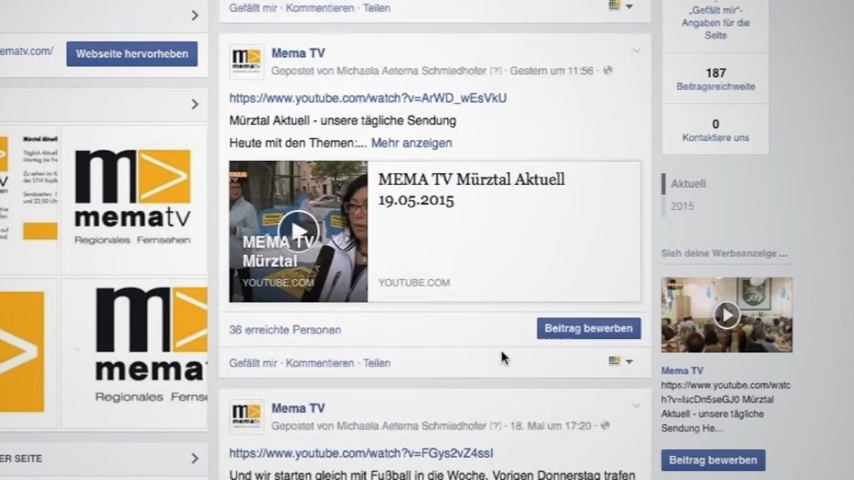 Gefällt mir · Kommentieren · Teilen
„Gefällt mir"-
Angaben für die
Seite
ematv.com/
Webseite hervorheben
187
Beitragsreichweite
0
Kontaktiere uns
Mema TV
Gepostet von Michaela Aeterna Schmiedhofer [?] · Gestern um 11:56 ·
https://www.youtube.com/watch?v=ArWD_wEsVkU
Mürztal Aktuell - unsere tägliche Sendung
Heute mit den Themen:... Mehr anzeigen
MEMA TV Mürztal Aktuell
19.05.2015
MEMA TV
Mürztal
YOUTUBE.COM
YOUTUBE.COM
m>
mematv
Regionales Fernsehen
m>
mema
Regionales Ferns
36 erreichte Personen
Beitrag bewerben
Gefällt mir · Kommentieren · Teilen
Aktuell
2015
Sieh deine Werbeanzeige ...
Mema TV
https://www.youtube.com/watc
h?v=IscDn5seGJ0 Mürztal
Aktuell - unsere tägliche
Sendung He...
Beitrag bewerben
Mema TV
Gepostet von Michaela Aeterna Schmiedhofer [?] · 18. Mai um 17:20 ·
https://www.youtube.com/watch?v=FGys2vZ4ssI
Und wir starten gleich mit Fußball in die Woche. Vorigen Donnerstag trafen
ER SEITE